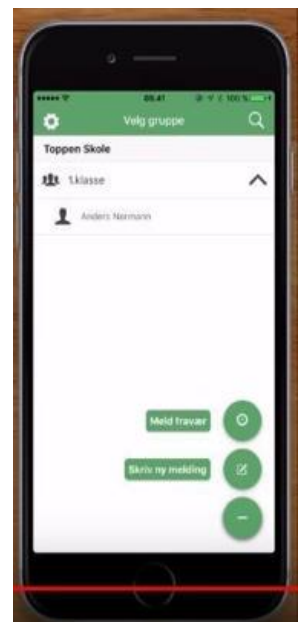 09.41 100 %
Velg gruppe
Toppen Skole
1.klasse
Anders Normann
Meld fravær
Skriv ny melding